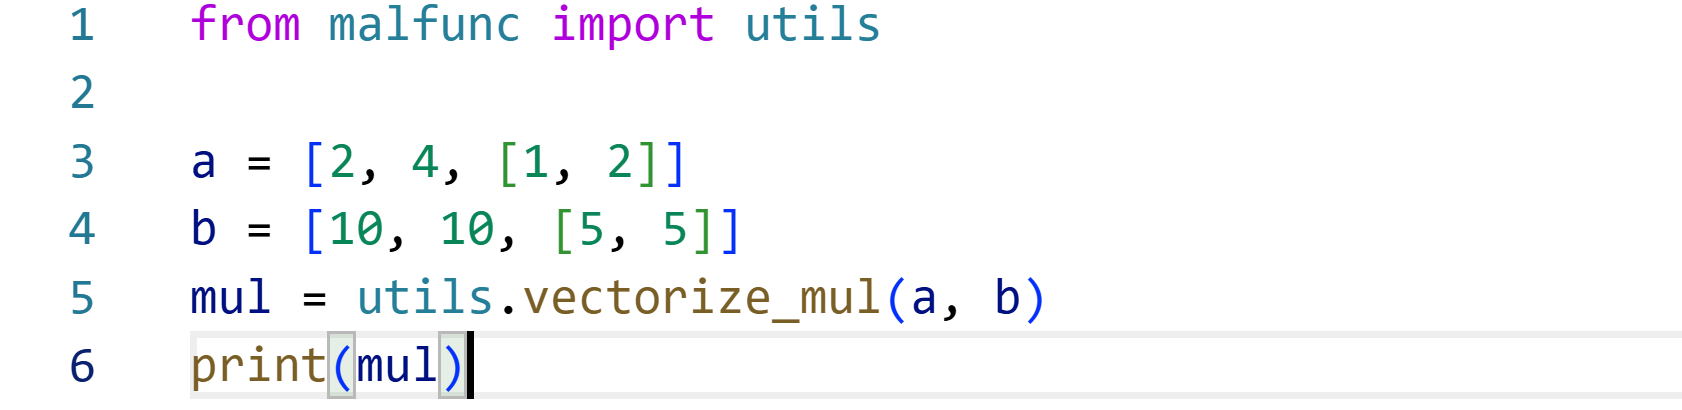 1 from malfunc import utils
2
3 a = [2, 4, [1, 2]]
4 b = [10, 10, [5, 5]]
5 mul = utils.vectorize_mul(a, b)
6 print(mul)